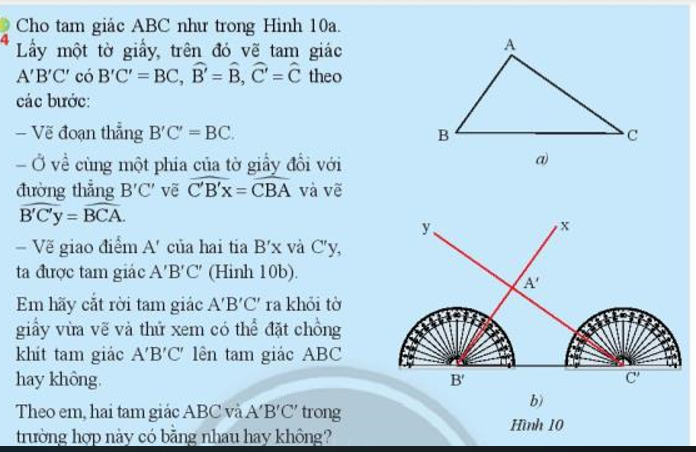 4
Cho tam giác ABC như trong Hình 10a.
Lấy một tờ giấy, trên đó vẽ tam giác
A'B'C' có B'C' = BC, B̂' = B̂, Ĉ' = Ĉ theo
các bước:
– Vẽ đoạn thẳng B'C' = BC.
– Ở về cùng một phía của tờ giấy đối với
đường thẳng B'C' vẽ C'B'x = CBA và vẽ
B'C'y = BCA.
– Vẽ giao điểm A' của hai tia B'x và C'y,
ta được tam giác A'B'C' (Hình 10b).
Em hãy cắt rời tam giác A'B'C' ra khỏi tờ
giấy vừa vẽ và thử xem có thể đặt chồng
khít tam giác A'B'C' lên tam giác ABC
hay không.
Theo em, hai tam giác ABC và A'B'C' trong
trường hợp này có bằng nhau hay không?
A
B
C
a)
y
x
A'
B'
C'
b)
Hình 10